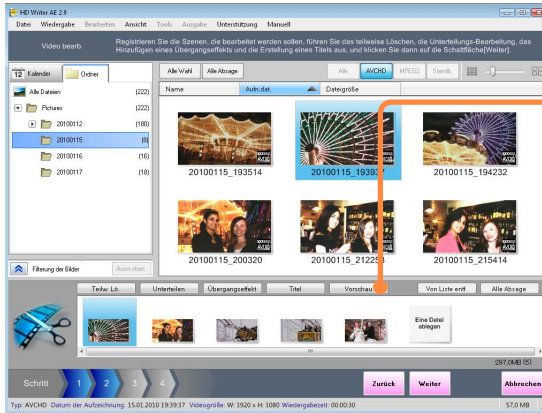 HD Writer AE 2.1
Datei Wiedergabe Bearbeiten Ansicht Tools Ausgabe Unterstützung Manuell
Video bearb.
Registrieren Sie die Szenen, die bearbeitet werden sollen, führen Sie das teilweise Löschen, die Unterteilungs-Bearbeitung, das
Hinzufügen eines Übergangseffekts und die Erstellung eines Titels aus, und klicken Sie dann auf die Schaltfläche[Weiter].
12 Kalender Ordner
Alle Wahl Alle Absage Alle AVCHD MPEG2 Standb.
Name Aufn.dat. Dateigröße
Alle Dateien (222)
Pictures (222)
20100112 (180)
20100115 (8)
20100116 (16)
20100117 (18)
20100115_193514 20100115_193937 20100115_194232
20100115_200320 20100115_212254 20100115_215414
Filterung der Bilder
Teilw. Lö. Unterteilen Übergangseffekt Titel Vorschau Von Liste entf. Alle Absage
Eine Datei
ablegen
297,0MB (5)
Schritt 1 2 3 4 Zurück Weiter Abbrechen
Typ: AVCHD Datum der Aufzeichnung: 15.01.2010 19:39:37 Videogröße: W: 1920 x H: 1080 Wiedergabezeit: 00:00:30 57,0 MB